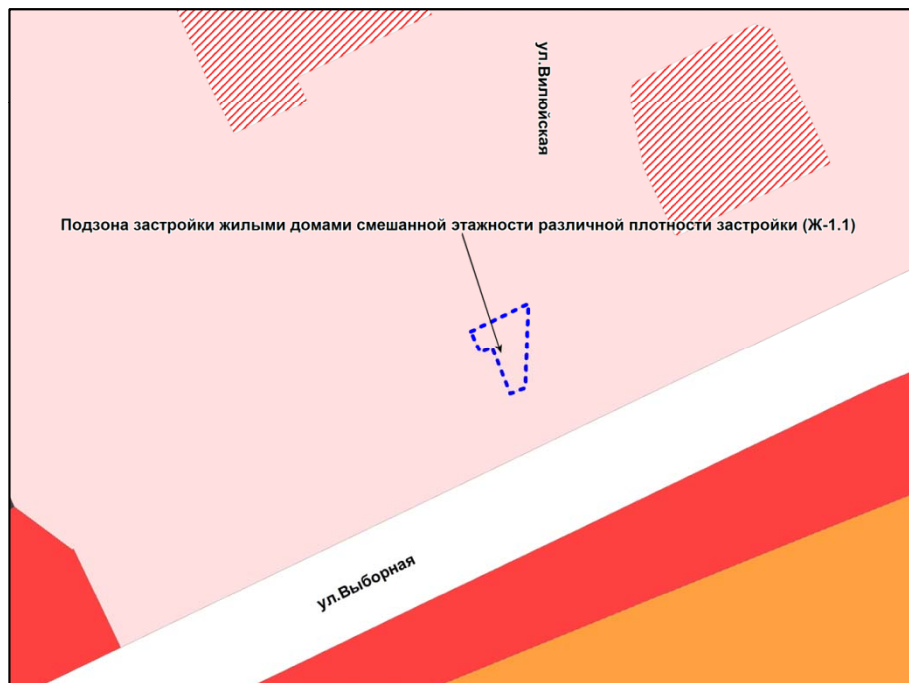 ул.Вилюйская
Подзона застройки жилыми домами смешанной этажности различной плотности застройки (Ж-1.1)
ул.Выборная